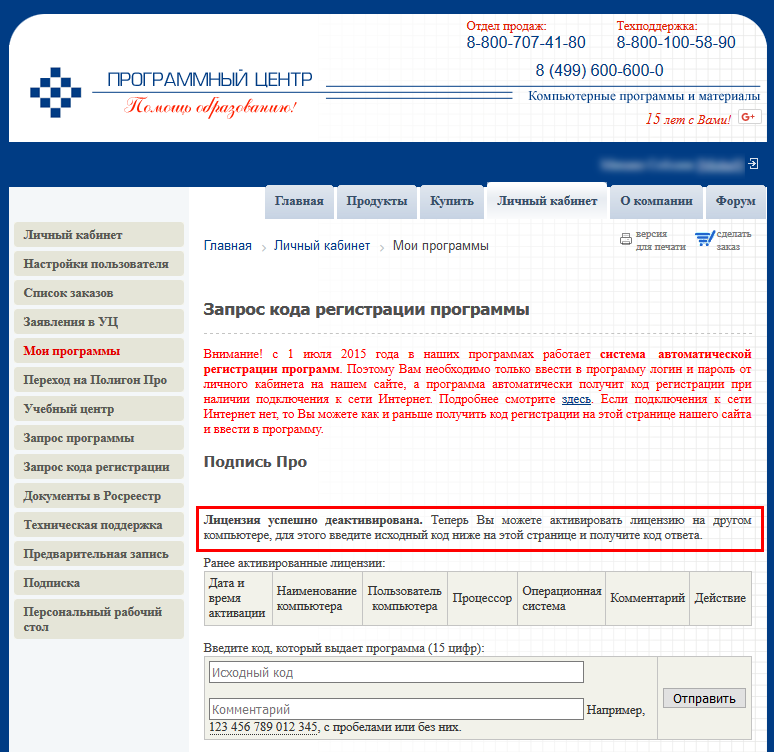 Отдел продаж:
8-800-707-41-80
Техподдержка:
8-800-100-58-90
8 (499) 600-600-0
ПРОГРАММНЫЙ ЦЕНТР
Помощь образованию!
Компьютерные программы и материалы
15 лет с Вами!
G+
Главная
Продукты
Купить
Личный кабинет
О компании
Форум
Личный кабинет
Настройки пользователя
Список заказов
Заявления в УЦ
Мои программы
Переход на Полигон Про
Учебный центр
Запрос программы
Запрос кода регистрации
Документы в Росреестр
Техническая поддержка
Предварительная запись
Подписка
Персональный рабочий
стол
Главная > Личный кабинет > Мои программы
версия
для печати
сделать
заказ
Запрос кода регистрации программы
Внимание! с 1 июля 2015 года в наших программах работает система автоматической
регистрации программ. Поэтому Вам необходимо только ввести в программу логин и пароль от
личного кабинета на нашем сайте, а программа автоматически получит код регистрации при
наличии подключения к сети Интернет. Подробнее смотрите здесь. Если подключения к сети
Интернет нет, то Вы можете как и раньше получить код регистрации на этой странице нашего сайта
и ввести в программу.
Подпись Про
Лицензия успешно деактивирована. Теперь Вы можете активировать лицензию на другом
компьютере, для этого введите исходный код ниже на этой странице и получите код ответа.
Ранее активированные лицензии:
Дата и
время
активации
Наименование
компьютера
Пользователь
компьютера
Процессор
Операционная
система
Комментарий
Действие
Введите код, который выдает программа (15 цифр):
Исходный код
Комментарий
Например,
123 456 789 012 345, с пробелами или без них.
Отправить